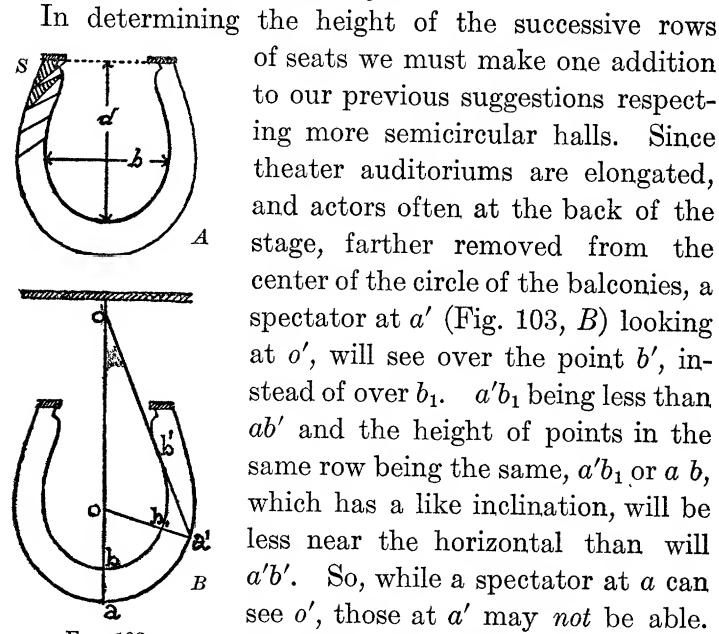 In determining the height of the successive rows
of seats we must make one addition
to our previous suggestions respect-
ing more semicircular halls. Since
theater auditoriums are elongated,
and actors often at the back of the
stage, farther removed from the
center of the circle of the balconies, a
spectator at a′ (Fig. 103, B) looking
at o′, will see over the point b′, in-
stead of over b₁. a′b₁ being less than
ab′ and the height of points in the
same row being the same, a′b₁ or a b,
which has a like inclination, will be
less near the horizontal than will
a′b′. So, while a spectator at a can
see o′, those at a′ may not be able.
S
d
b
A
o′
b′
o
b₁
a′
b
B
a